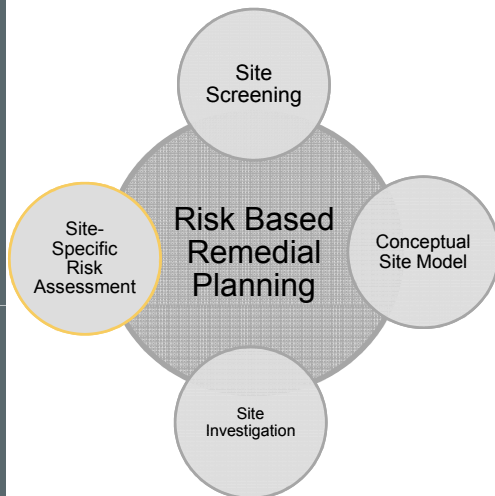 Site
Screening
Risk Based
Remedial
Planning
Site-
Specific
Risk
Assessment
Conceptual
Site Model
Site
Investigation